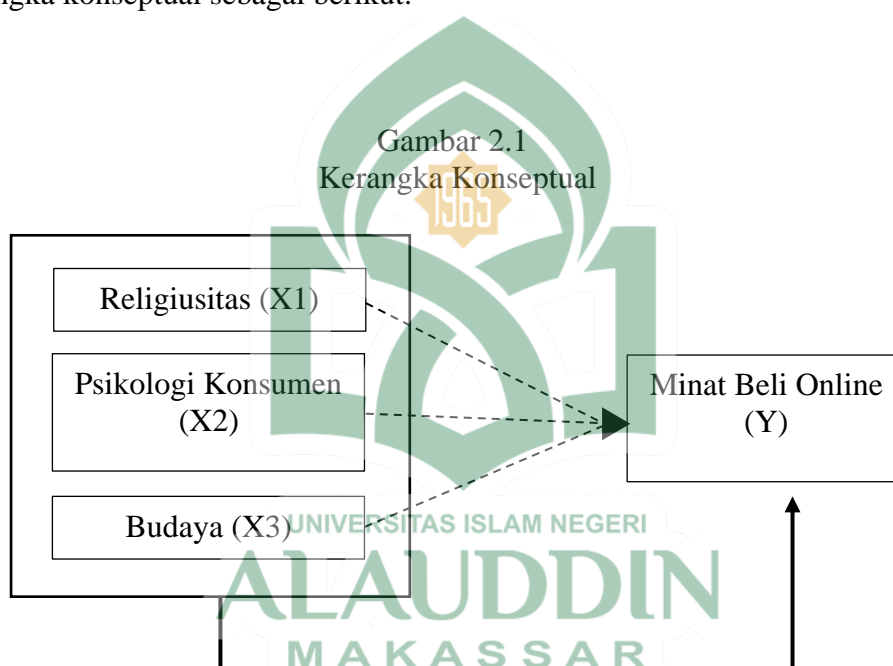 ngka konseptual sebagai berikut:
Gambar 2.1
Kerangka Konseptual
1965
Religiusitas (X1)
Psikologi Konsumen
(X2)
Budaya (X3)
Minat Beli Online
(Y)
UNIVERSITAS ISLAM NEGERI
ALAUDDIN
MAKASSAR